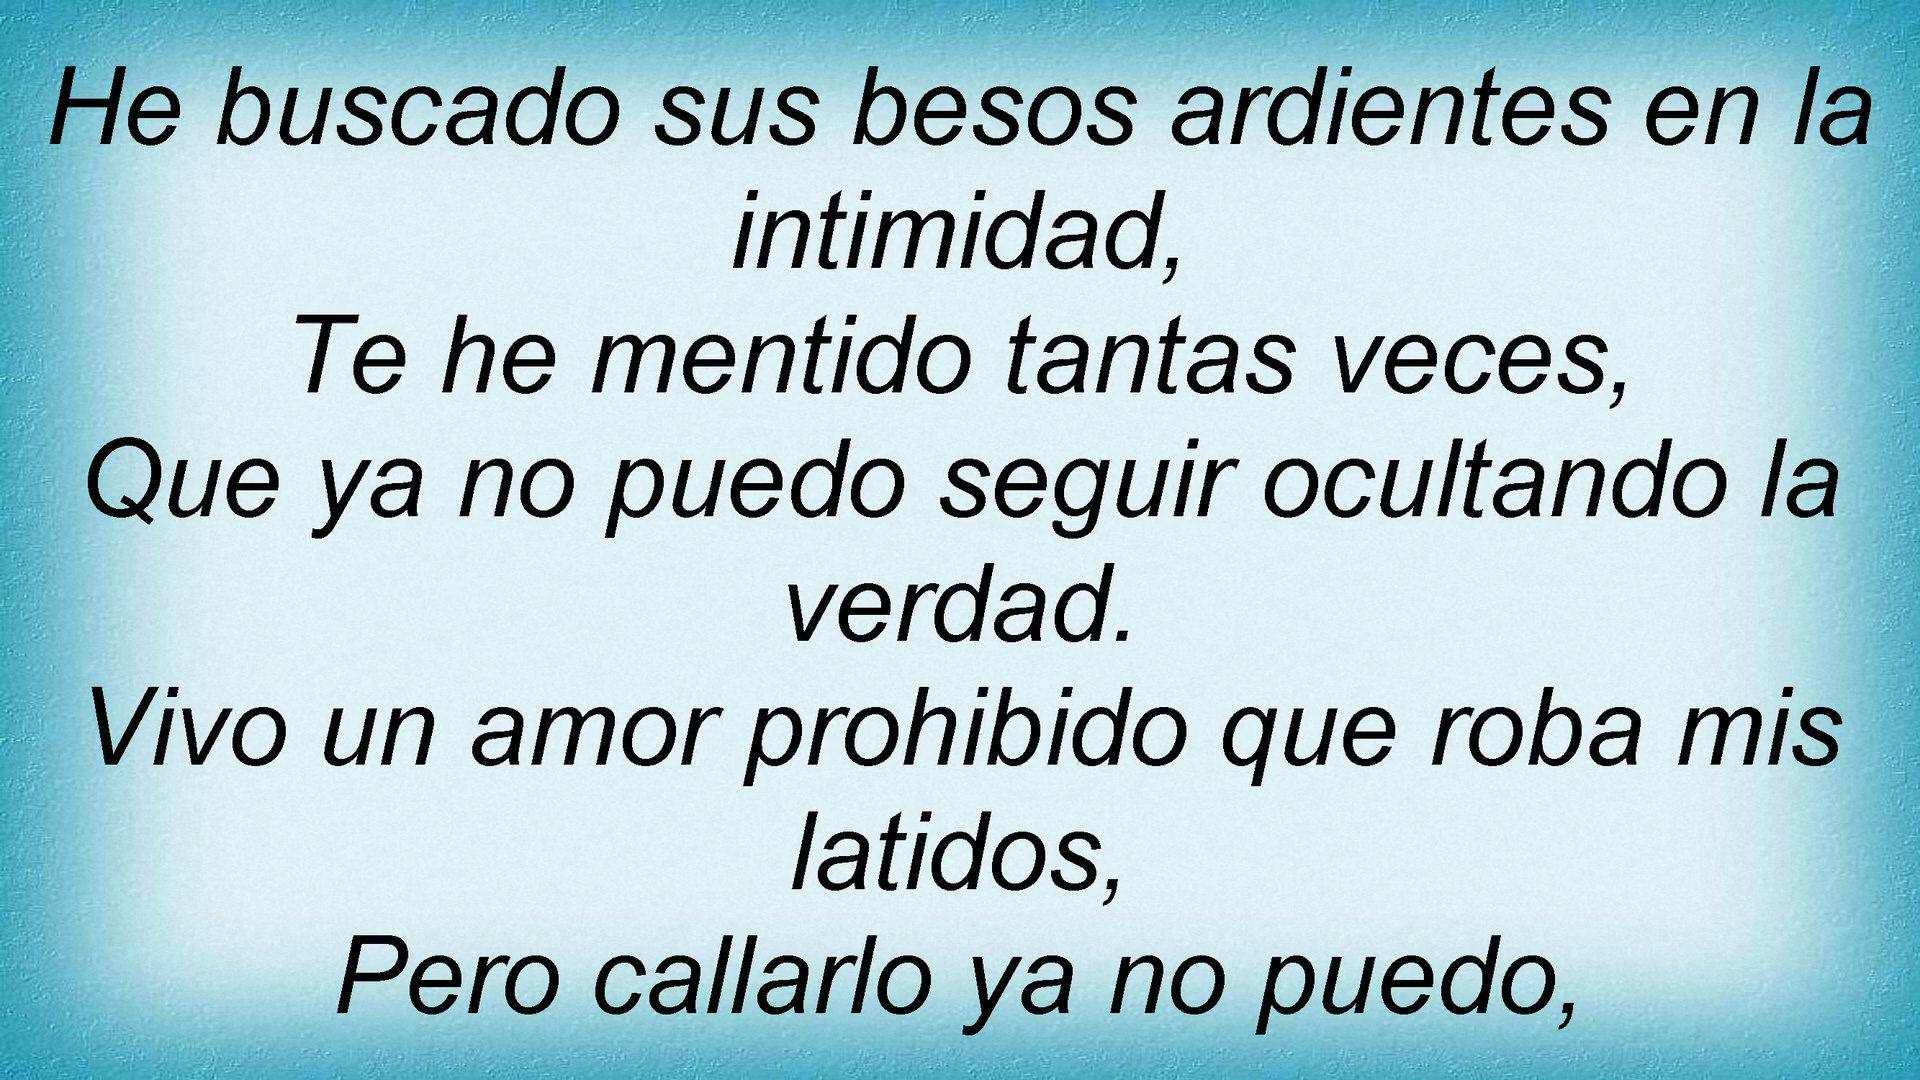 He buscado sus besos ardientes en la
intimidad,
Te he mentido tantas veces,
Que ya no puedo seguir ocultando la
verdad.
Vivo un amor prohibido que roba mis
latidos,
Pero callarlo ya no puedo,